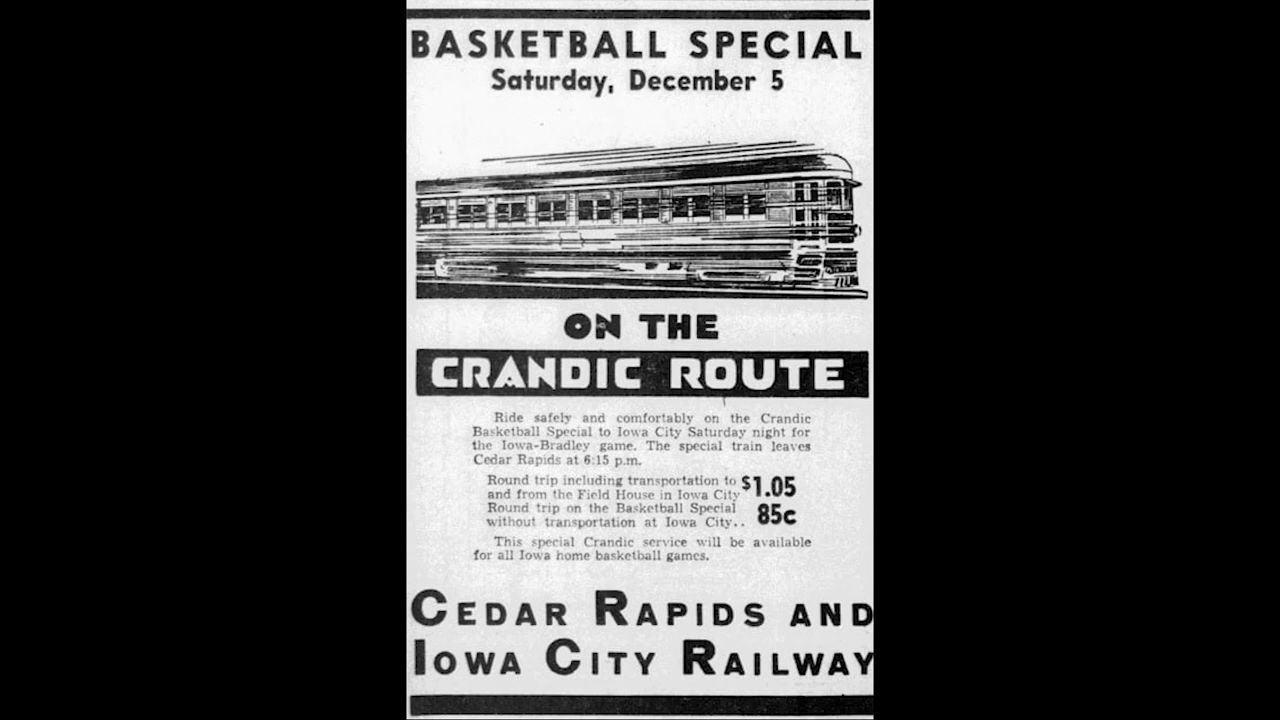 BASKETBALL SPECIAL
Saturday, December 5
ON THE
CRANDIC ROUTE
Ride safely and comfortably on the Crandic
Basketball Special to Iowa City Saturday night for
the Iowa-Bradley game. The special train leaves
Cedar Rapids at 6:15 p.m.
Round trip including transportation to
and from the Field House in Iowa City $1.05
Round trip on the Basketball Special
without transportation at Iowa City.. 85c
This special Crandic service will be available
for all Iowa home basketball games.
CEDAR RAPIDS AND
IOWA CITY RAILWAY